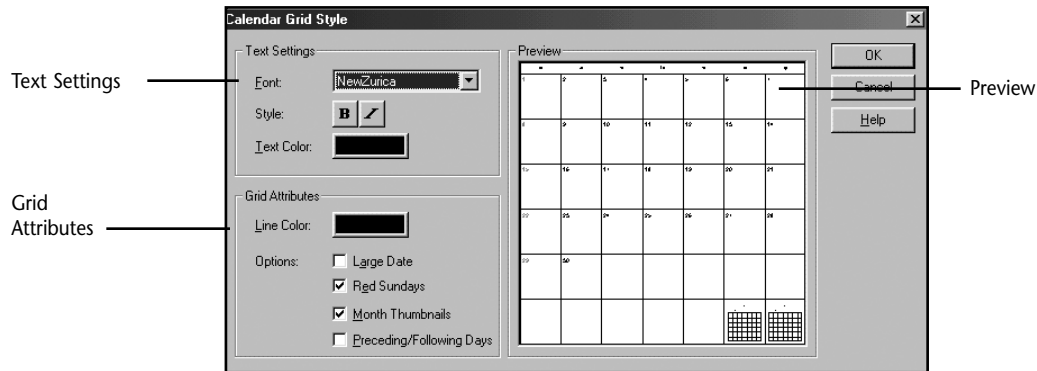 Calendar Grid Style
Text Settings
Text Settings
Font:
NewZurica
Style:
B I
Text Color:
Grid Attributes
Grid Attributes
Line Color:
Options:
Large Date
Red Sundays
Month Thumbnails
Preceding/Following Days
Preview
1 2 3 4 5 6 7
8 9 10 11 12 13 14
15 16 17 18 19 20 21
22 23 24 25 26 27 28
29 30
OK
Cancel
Help
Preview